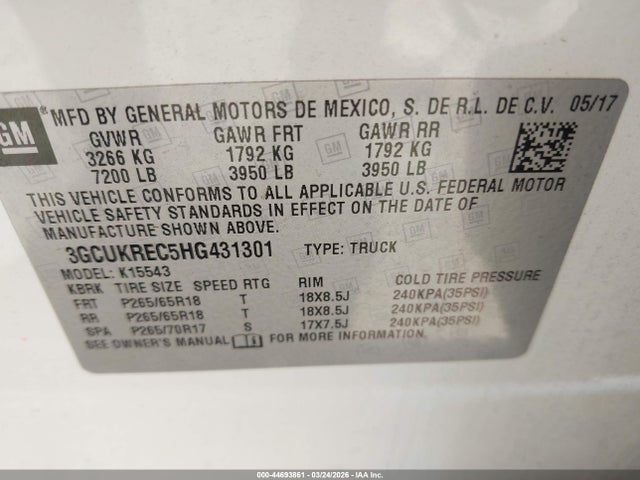 GM
MFD BY GENERAL MOTORS DE MEXICO, S. DE R.L. DE C.V. 05/17
GVWR GAWR FRT GAWR RR
3266 KG 1792 KG 1792 KG
7200 LB 3950 LB 3950 LB
THIS VEHICLE CONFORMS TO ALL APPLICABLE U.S. FEDERAL MOTOR
VEHICLE SAFETY STANDARDS IN EFFECT ON THE DATE OF
MANUFACTURE SHOWN ABOVE.
3GCUKREC5HG431301 TYPE: TRUCK
MODEL: K15543
KBRK TIRE SIZE SPEED RTG RIM COLD TIRE PRESSURE
FRT P265/65R18 T 18X8.5J 240KPA(35PSI)
RR P265/65R18 T 18X8.5J 240KPA(35PSI)
SPA P265/70R17 S 17X7.5J 240KPA(35PSI)
SEE OWNER'S MANUAL FOR MORE INFORMATION.
000-44693861 - 03/24/2026 - IAA, Inc.